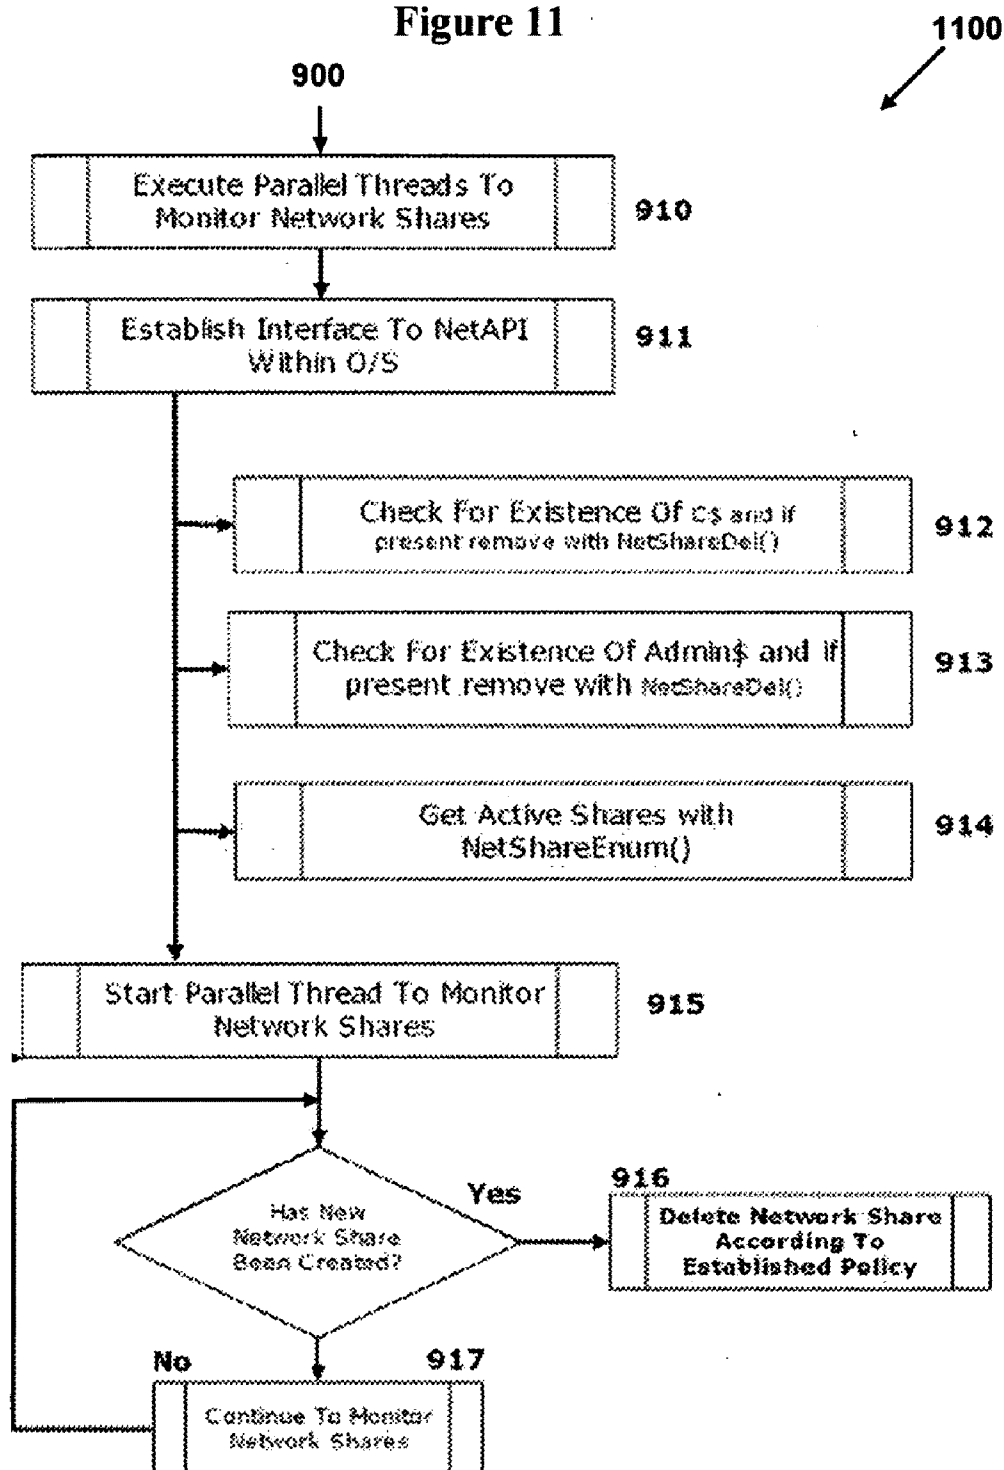 Figure 11
1100
900
Execute Parallel Threads To
Monitor Network Shares
910
Establish Interface To NetAPI
Within O/S
911
Check For Existence Of C$ and if
present remove with NetShareDel()
912
Check For Existence Of Admin$ and if
present remove with NetShareDel()
913
Get Active Shares with
NetShareEnum()
914
Start Parallel Thread To Monitor
Network Shares
915
Has New
Network Share
Been Created?
Yes
916
Delete Network Share
According To
Established Policy
No
917
Continue To Monitor
Network Shares